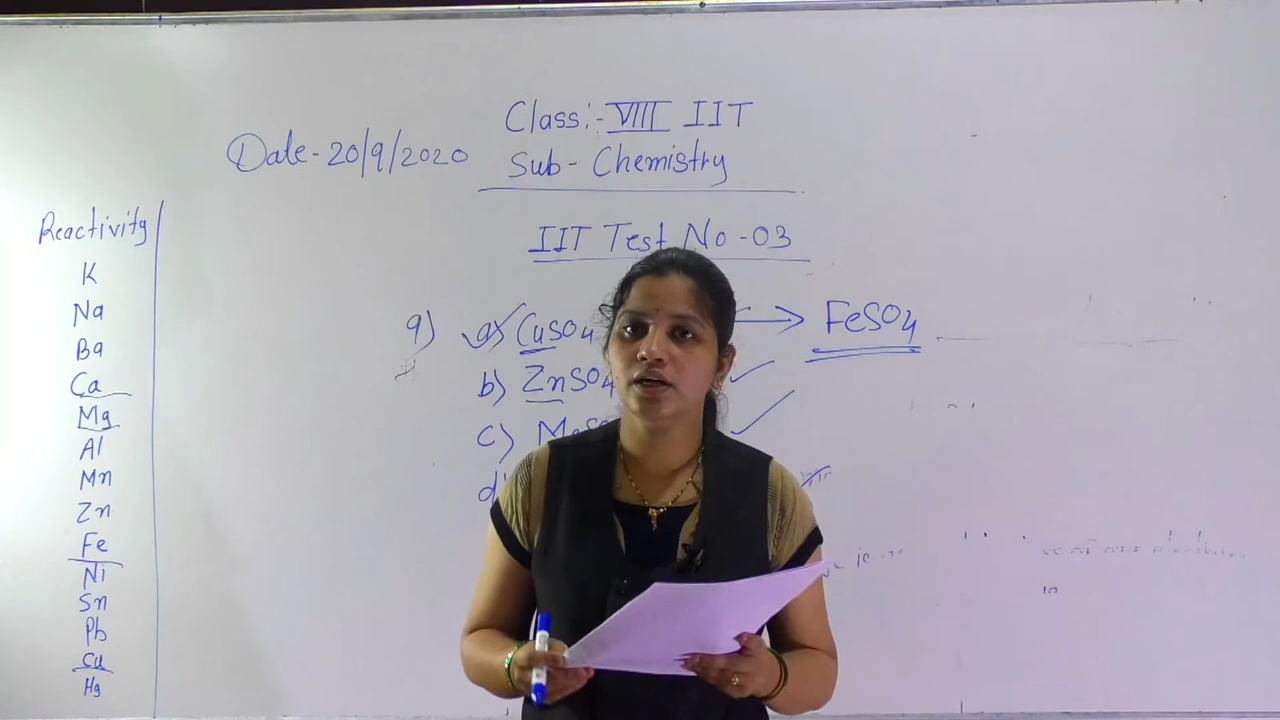 Class:- VIII IIT
Date - 20/9/2020
Sub- Chemistry
IIT Test No -03
Reactivity
K
Na
Ba
Ca
Mg
Al
Mn
Zn
Fe
Ni
Sn
Pb
Cu
Hg
9) a) CuSO4 → FeSO4
b) ZnSO4
c)
d)